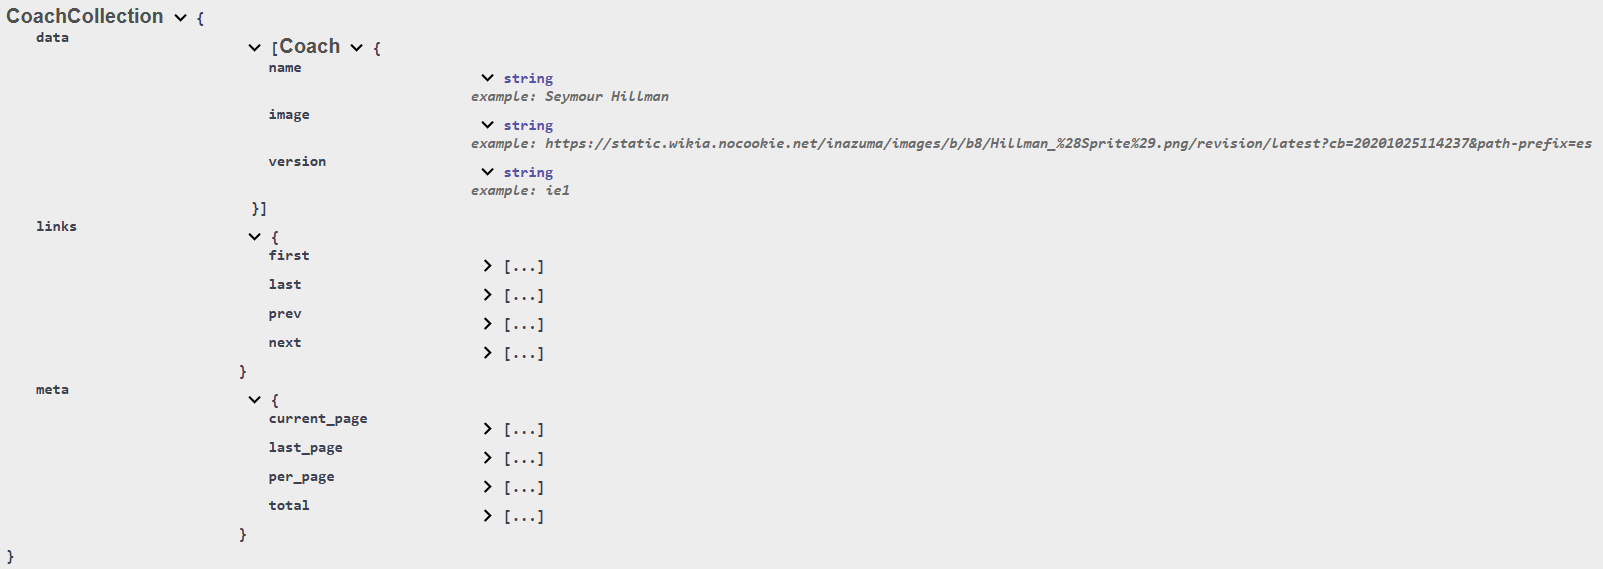 CoachCollection {
data
[Coach {
name
string
example: Seymour Hillman
image
string
example: https://static.wikia.nocookie.net/inazuma/images/b/b8/Hillman_%28Sprite%29.png/revision/latest?cb=20201025114237&path-prefix=es
version
string
example: ie1
}]
links
{
first
[...]
last
[...]
prev
[...]
next
[...]
}
meta
{
current_page
[...]
last_page
[...]
per_page
[...]
total
[...]
}
}